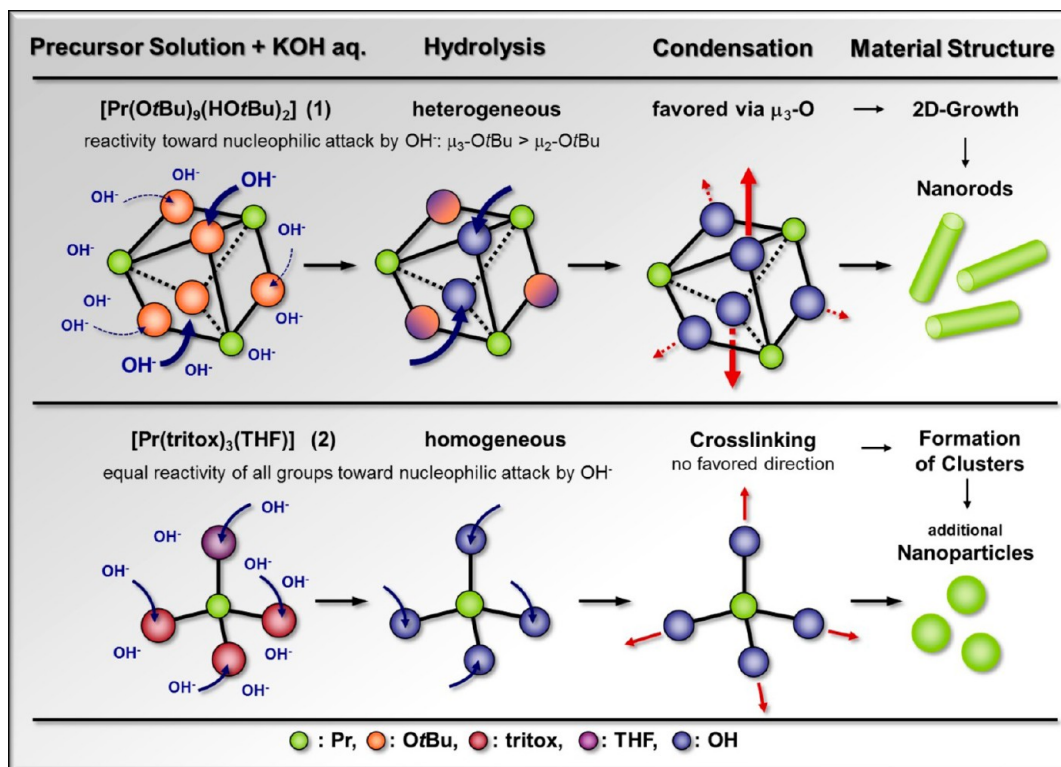 Precursor Solution + KOH aq. Hydrolysis Condensation Material Structure
[Pr(OtBu)₉(HOtBu)₂] (1) heterogeneous favored via μ₃-O 2D-Growth
reactivity toward nucleophilic attack by OH⁻: μ₃-OtBu > μ₂-OtBu
Nanorods
OH⁻
OH⁻
OH⁻
OH⁻
OH⁻
OH⁻
OH⁻
OH⁻
OH⁻
OH⁻
OH⁻
[Pr(tritox)₃(THF)] (2) homogeneous Crosslinking Formation
equal reactivity of all groups toward nucleophilic attack by OH⁻ no favored direction of Clusters
additional
Nanoparticles
OH⁻
OH⁻
OH⁻
OH⁻
OH⁻
OH⁻
OH⁻
OH⁻
OH⁻
: Pr, : OtBu, : tritox, : THF, : OH